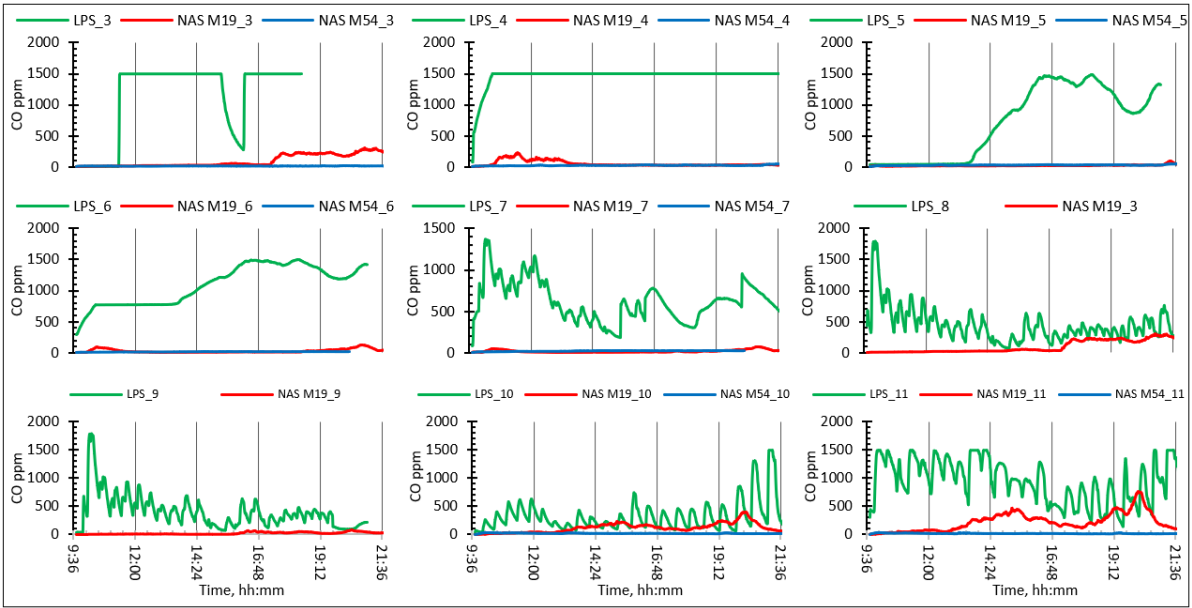 LPS_3 NAS M19_3 NAS M54_3
2000
1500
1000
500
0
CO ppm
LPS_4 NAS M19_4 NAS M54_4
2000
1500
1000
500
0
CO ppm
LPS_5 NAS M19_5 NAS M54_5
2000
1500
1000
500
0
CO ppm
LPS_6 NAS M19_6 NAS M54_6
2000
1500
1000
500
0
CO ppm
LPS_7 NAS M19_7 NAS M54_7
1500
1000
500
0
CO ppm
LPS_8 NAS M19_3
2000
1500
1000
500
0
CO ppm
LPS_9 NAS M19_9
2000
1500
1000
500
0
CO ppm
9:36 12:00 14:24 16:48 19:12 21:36
Time, hh:mm
LPS_10 NAS M19_10 NAS M54_10
2000
1500
1000
500
0
CO ppm
9:36 12:00 14:24 16:48 19:12 21:36
Time, hh:mm
LPS_11 NAS M19_11 NAS M54_11
2000
1500
1000
500
0
CO ppm
9:36 12:00 14:24 16:48 19:12 21:36
Time, hh:mm